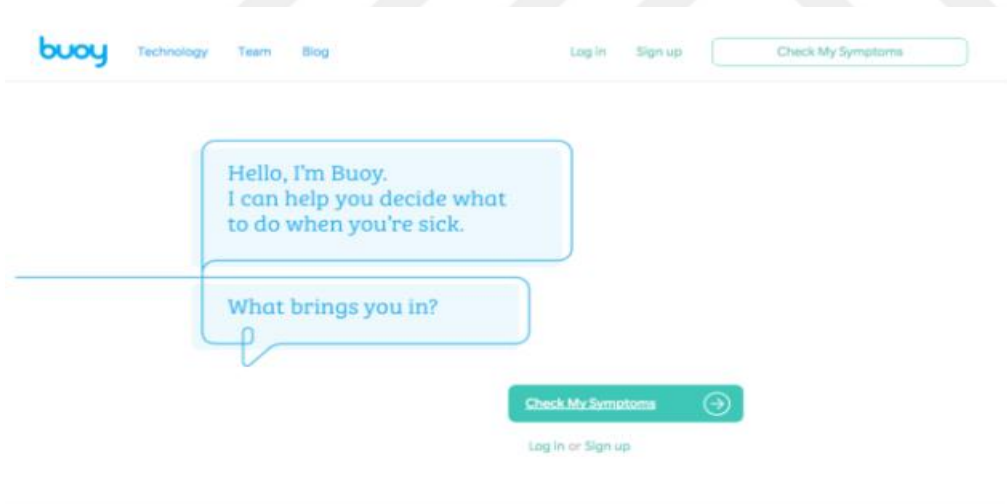 buoy Technology Team Blog Log in Sign up Check My Symptoms
Hello, I'm Buoy.
I can help you decide what
to do when you're sick.
What brings you in?
Check My Symptoms
Log in or Sign up